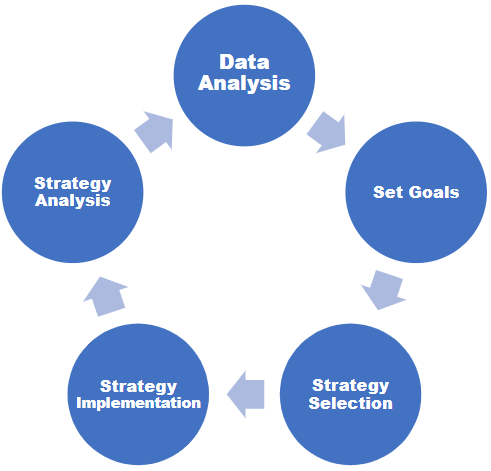 Data
Analysis
Set Goals
Strategy
Selection
Strategy
Implementation
Strategy
Analysis